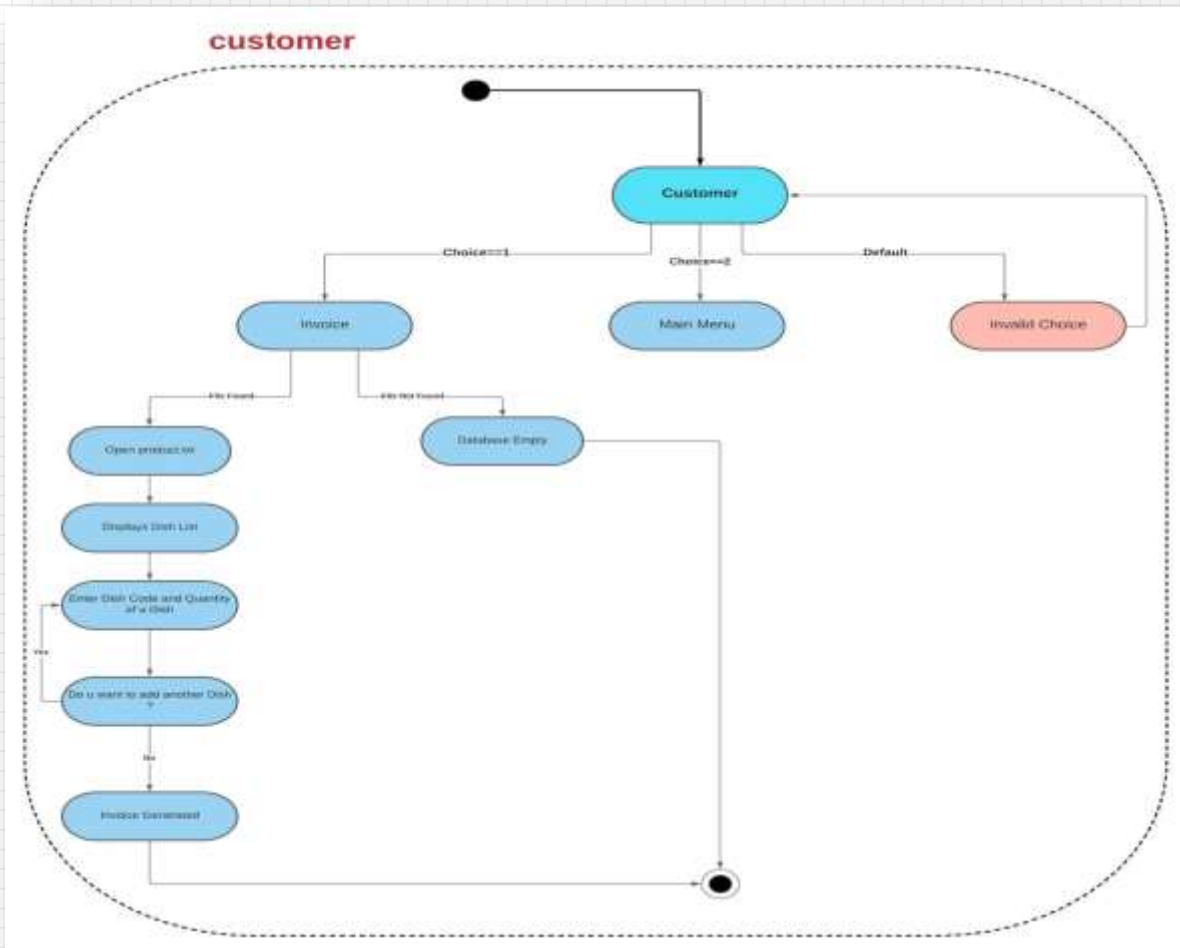 customer
Customer
Choice==1
Choice==2
Default
Invoice
Main Menu
Invalid Choice
File Found
File Not Found
Open product.txt
Database Empty
Displays Dish List
Enter Dish Code and Quantity
of a Dish
Yes
Do u want to add another Dish
?
No
Invoice Generated